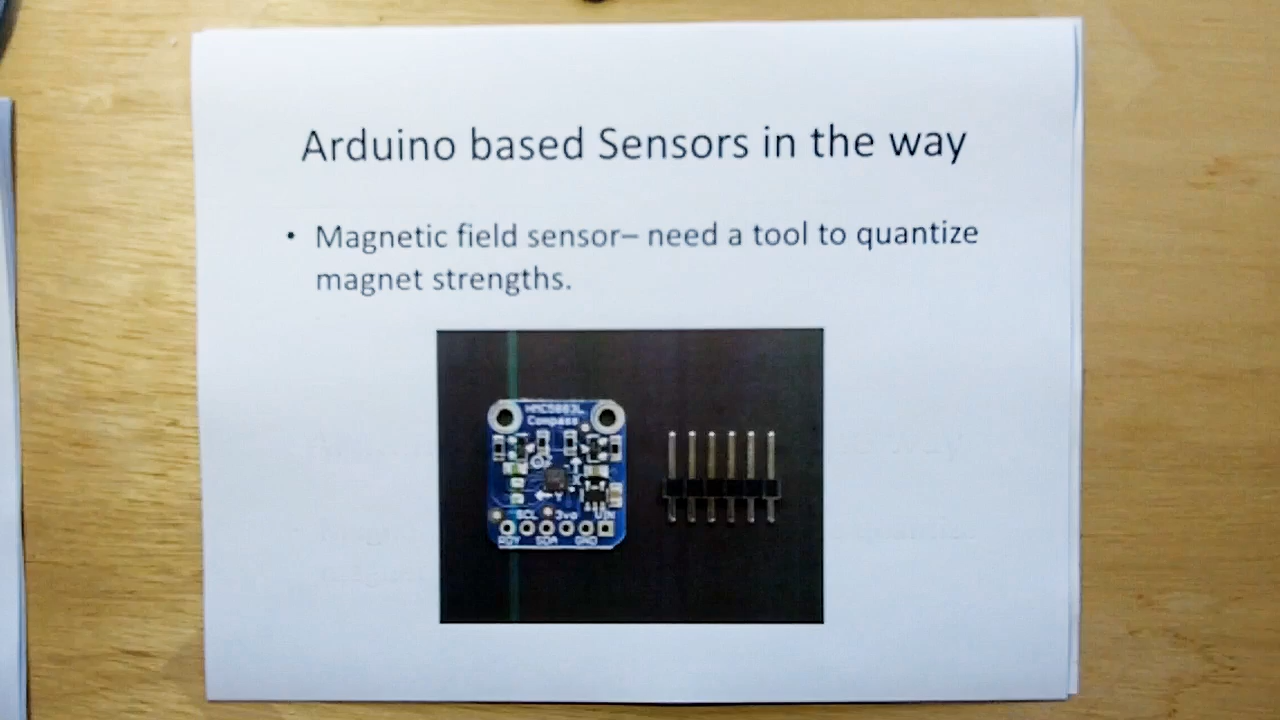 Arduino based Sensors in the way
• Magnetic field sensor– need a tool to quantize
magnet strengths.
HMC5883L
Compass
X
Y
SCL 3vo VIN
RDY SDA GND